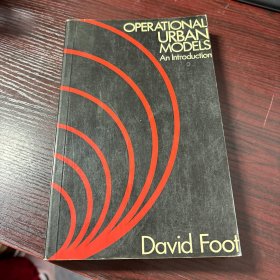 OPERATIONAL
URBAN
MODELS
An Introduction
David Foot